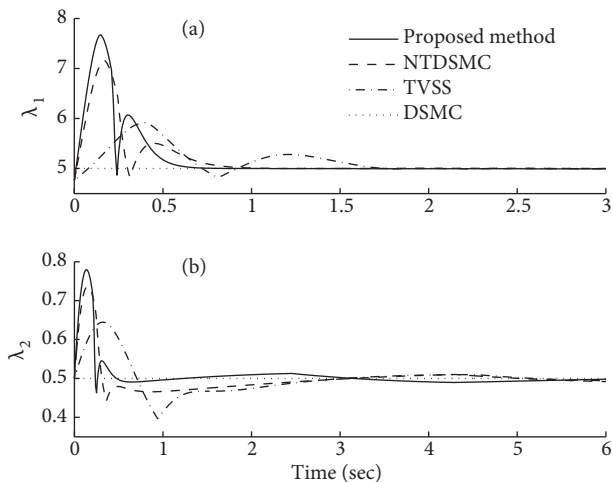 8
(a)
Proposed method
NTDSMC
TVSS
DSMC
7
λ1
6
5
4
0 0.5 1 1.5 2 2.5 3
0.8
(b)
0.7
0.6
λ2
0.5
0.4
0 1 2 3 4 5 6
Time (sec)